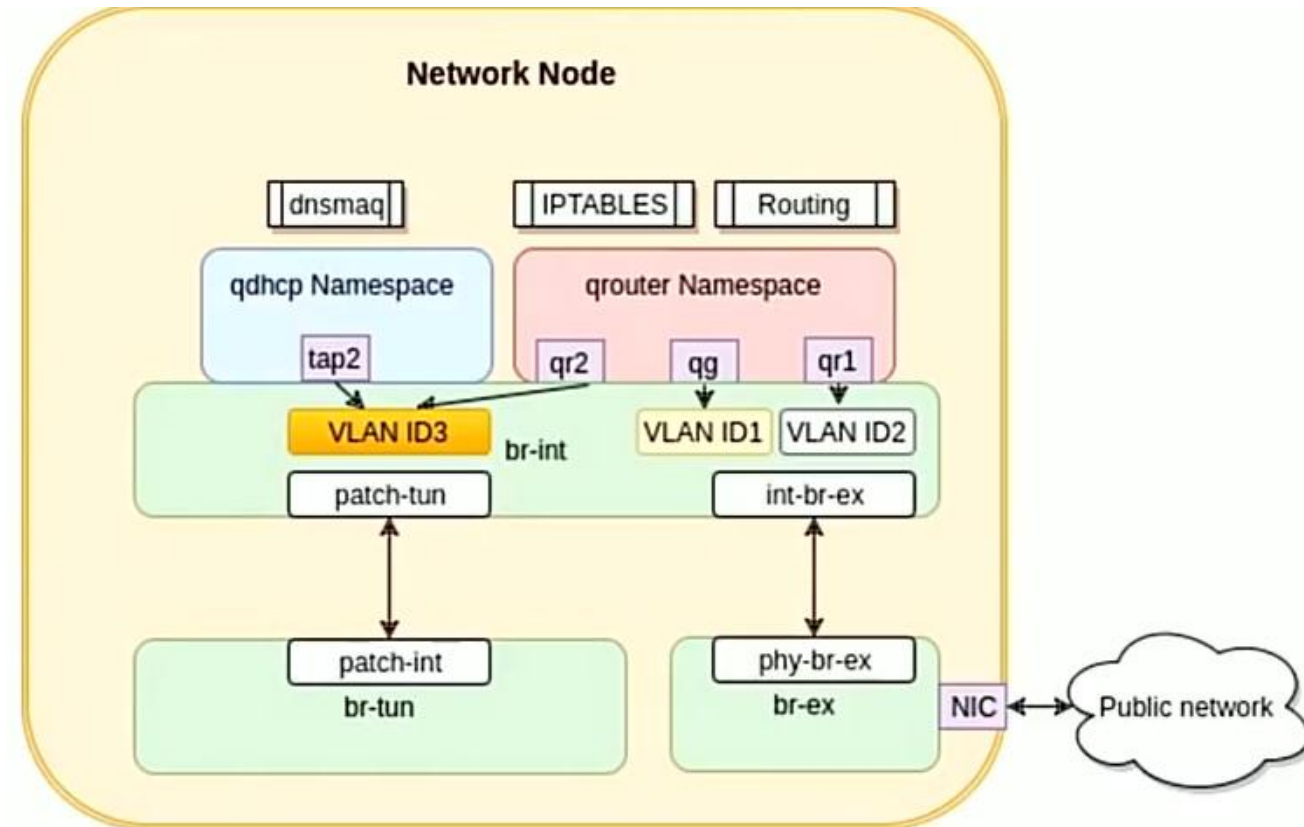 Network Node
dnsmaq
IPTABLES
Routing
qdhcp Namespace
qrouter Namespace
tap2
qr2
qg
qr1
VLAN ID3
br-int
VLAN ID1
VLAN ID2
patch-tun
int-br-ex
patch-int
br-tun
phy-br-ex
br-ex
NIC
Public network